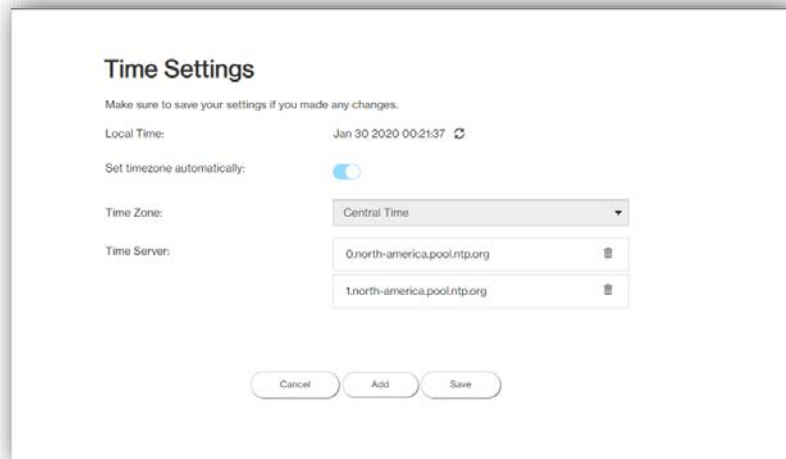 Time Settings
Make sure to save your settings if you made any changes.
Local Time: Jan 30 2020 00:21:37
Set timezone automatically:
Time Zone: Central Time
Time Server: 0.north-america.pool.ntp.org
1.north-america.pool.ntp.org
Cancel Add Save